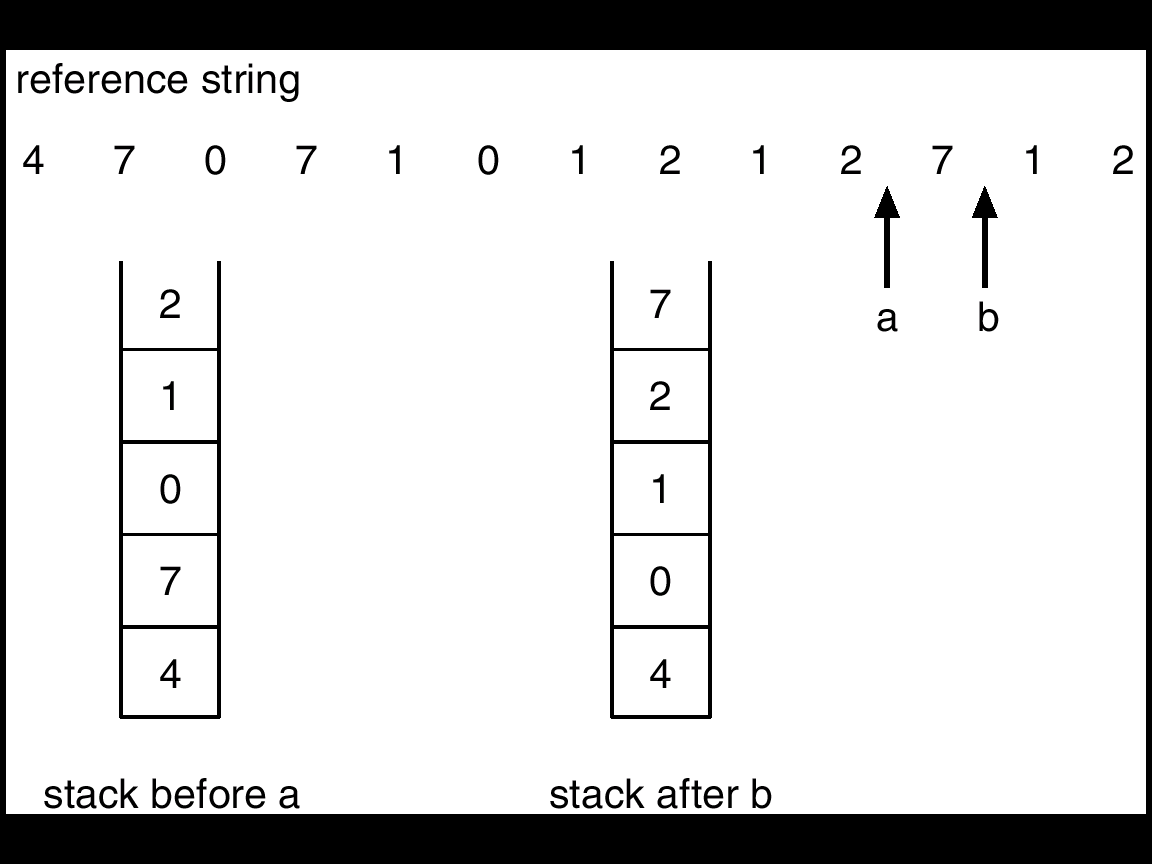 reference string
4 7 0 7 1 0 1 2 1 2 7 1 2
a b
2 7
1 2
0 1
7 0
4 4
stack before a stack after b